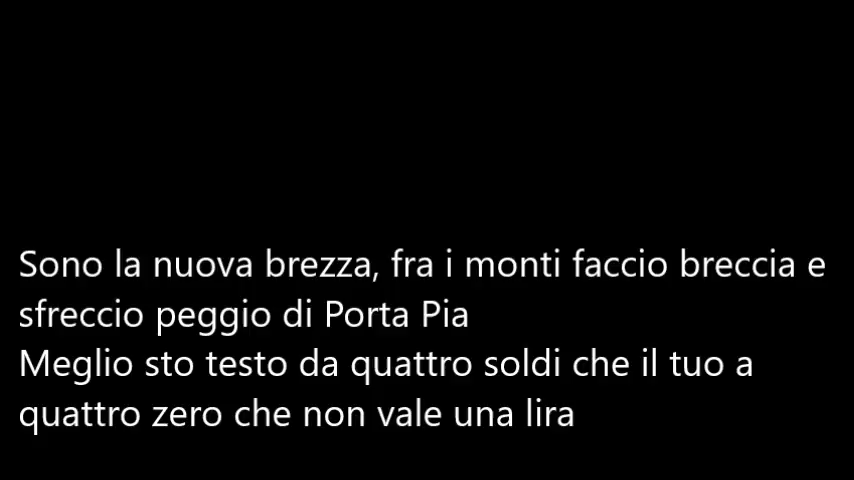 Sono la nuova brezza, fra i monti faccio breccia e
sfreccio peggio di Porta Pia
Meglio sto testo da quattro soldi che il tuo a
quattro zero che non vale una lira